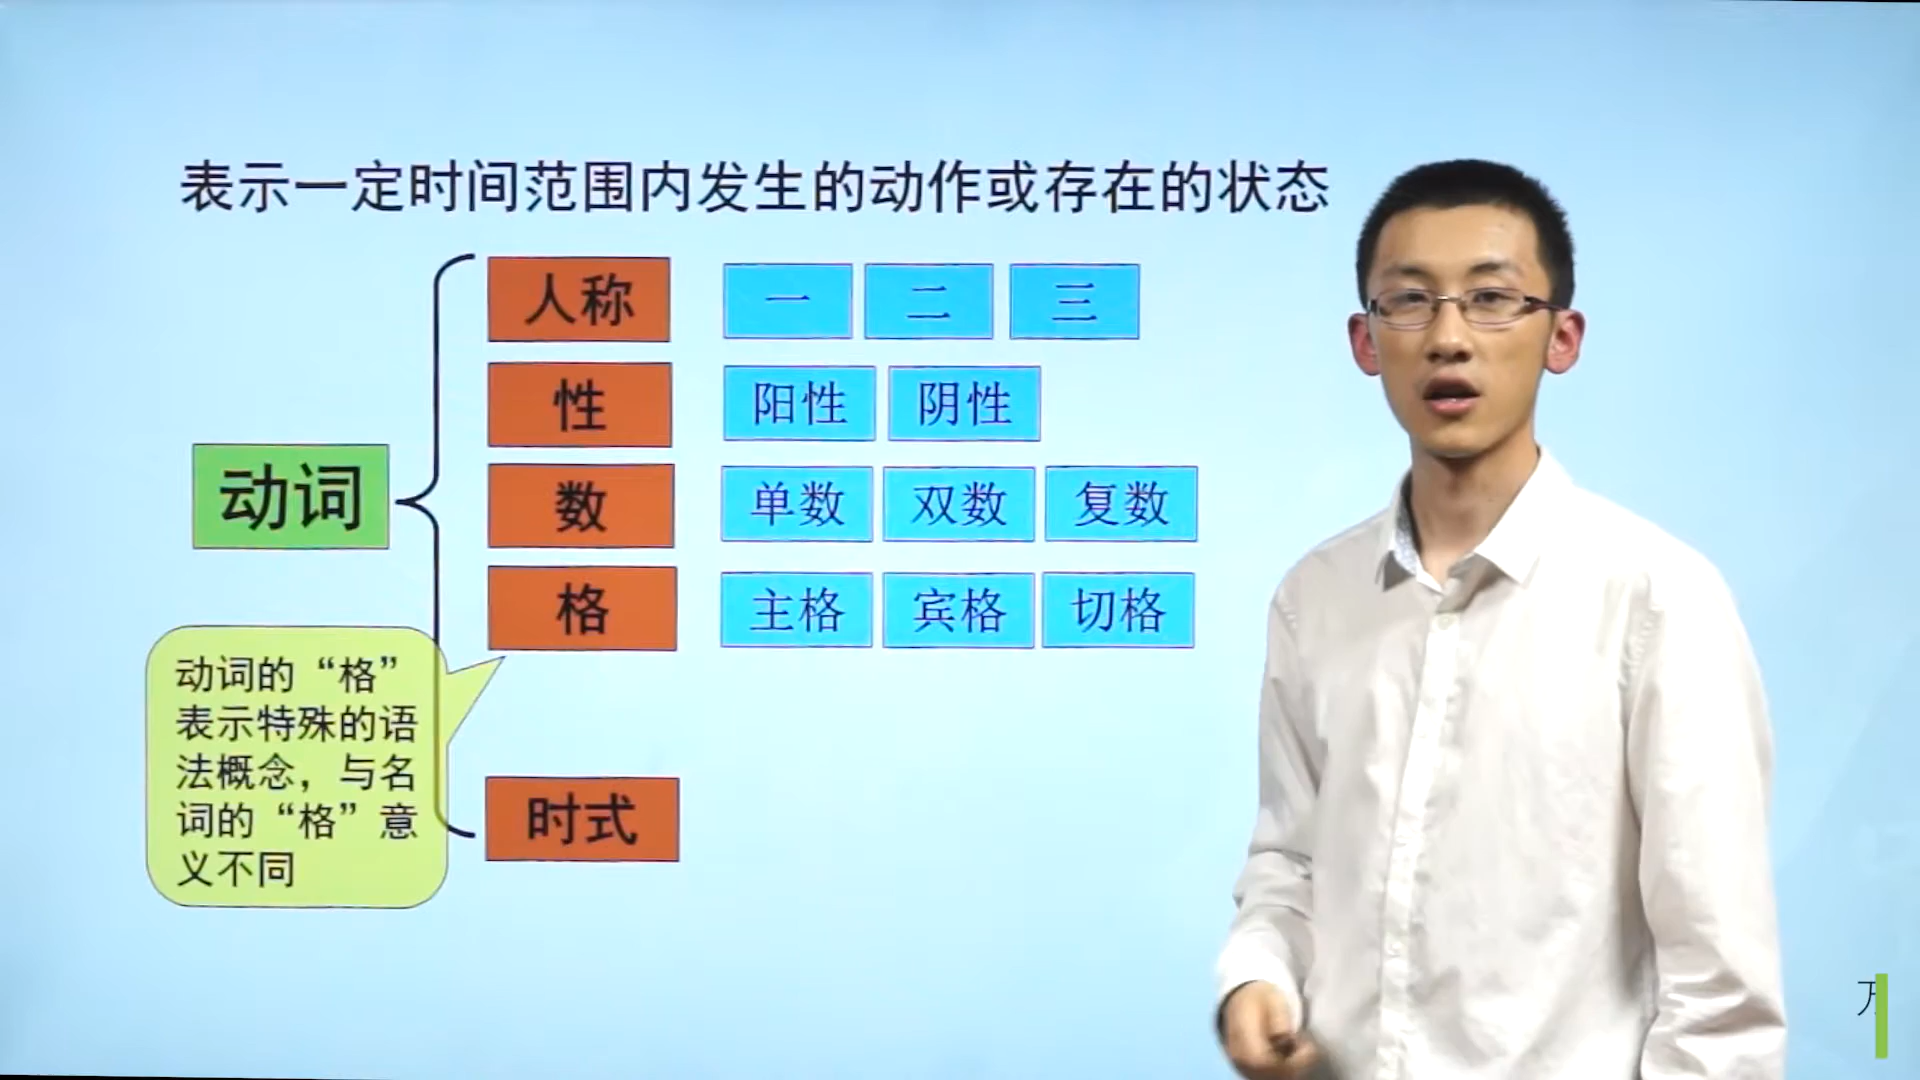 表示一定时间范围内发生的动作或存在的状态
动词
人称 一 二 三
性 阳性 阴性
数 单数 双数 复数
格 主格 宾格 切格
时式
动词的“格”
表示特殊的语
法概念，与名
词的“格”意
义不同